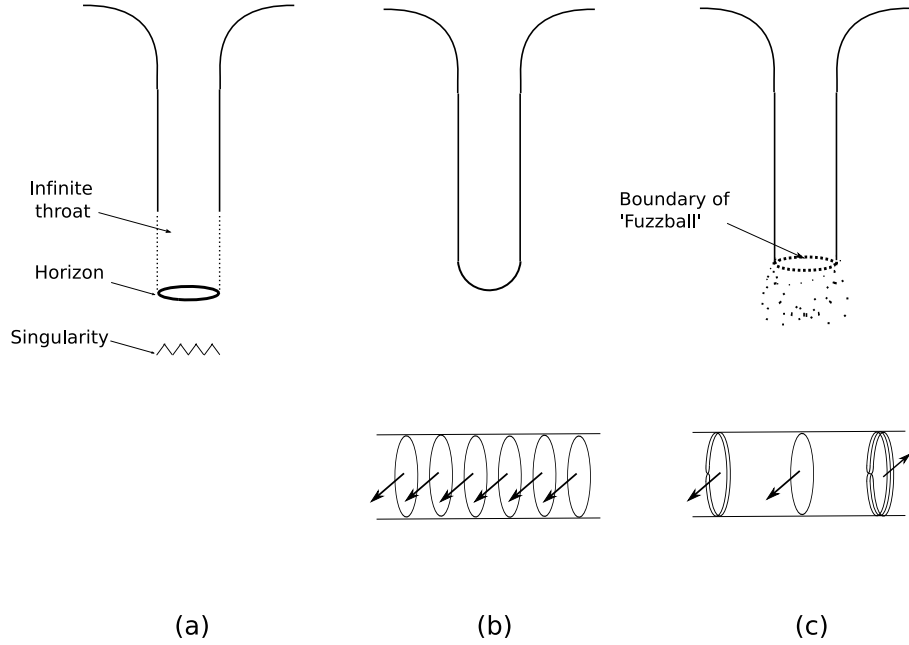 Infinite
throat
Horizon
Singularity
Boundary of
'Fuzzball'
(a)
(b)
(c)